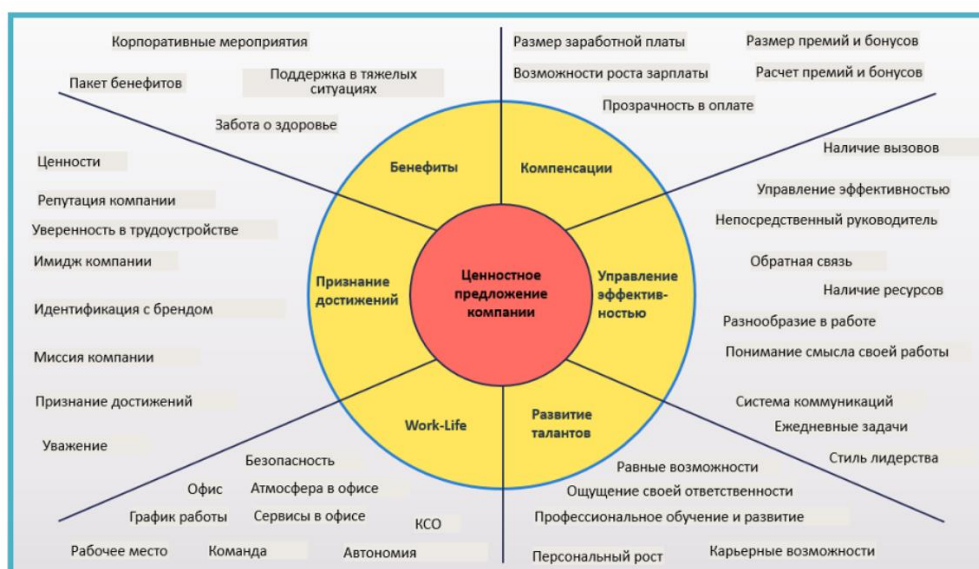 Корпоративные мероприятия
Пакет бенефитов
Поддержка в тяжелых
ситуациях
Забота о здоровье
Размер заработной платы
Размер премий и бонусов
Возможности роста зарплаты
Расчет премий и бонусов
Прозрачность в оплате
Ценности
Репутация компании
Уверенность в трудоустройстве
Имидж компании
Идентификация с брендом
Миссия компании
Признание достижений
Уважение
Бенефиты
Компенсации
Признание
достижений
Ценностное
предложение
компании
Управление
эффектив-
ностью
Work-Life
Развитие
талантов
Наличие вызовов
Управление эффективностью
Непосредственный руководитель
Обратная связь
Наличие ресурсов
Разнообразие в работе
Понимание смысла своей работы
Система коммуникаций
Ежедневные задачи
Стиль лидерства
Безопасность
Офис
Атмосфера в офисе
График работы
Сервисы в офисе
КСО
Рабочее место
Команда
Автономия
Равные возможности
Ощущение своей ответственности
Профессиональное обучение и развитие
Персональный рост
Карьерные возможности